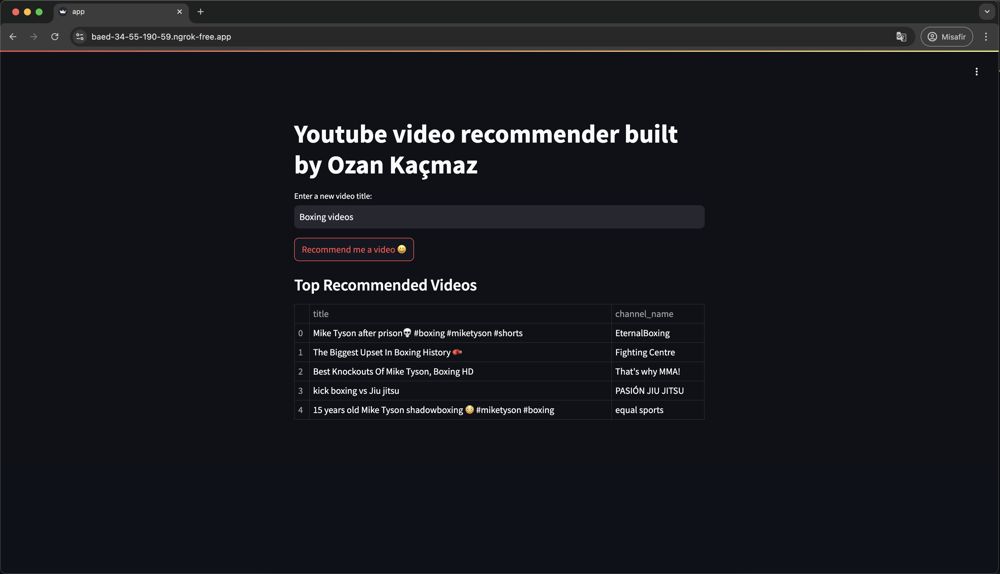 app
baed-34-55-190-59.ngrok-free.app
Misafir
Youtube video recommender built
by Ozan Kaçmaz
Enter a new video title:
Boxing videos
Recommend me a video 😀
Top Recommended Videos
title channel_name
0 Mike Tyson after prison💀 #boxing #miketyson #shorts EternalBoxing
1 The Biggest Upset In Boxing History 🥊 Fighting Centre
2 Best Knockouts Of Mike Tyson, Boxing HD That's why MMA!
3 kick boxing vs Jiu jitsu PASIÓN JIU JITSU
4 15 years old Mike Tyson shadowboxing 😳 #miketyson #boxing equal sports